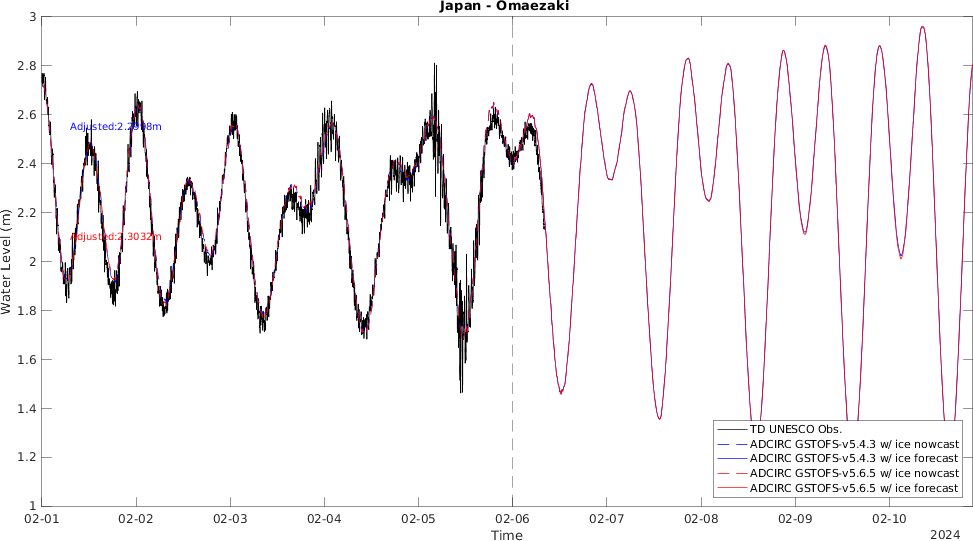 Japan - Omaezaki
Water Level (m)
3
2.8
2.6
2.4
2.2
2
1.8
1.6
1.4
1.2
1
Adjusted:2.3032m
TD UNESCO Obs.
ADCIRC GSTOFS-v5.4.3 w/ ice nowcast
ADCIRC GSTOFS-v5.4.3 w/ ice forecast
ADCIRC GSTOFS-v5.6.5 w/ ice nowcast
ADCIRC GSTOFS-v5.6.5 w/ ice forecast
02-01 02-02 02-03 02-04 02-05 02-06 02-07 02-08 02-09 02-10
Time
2024